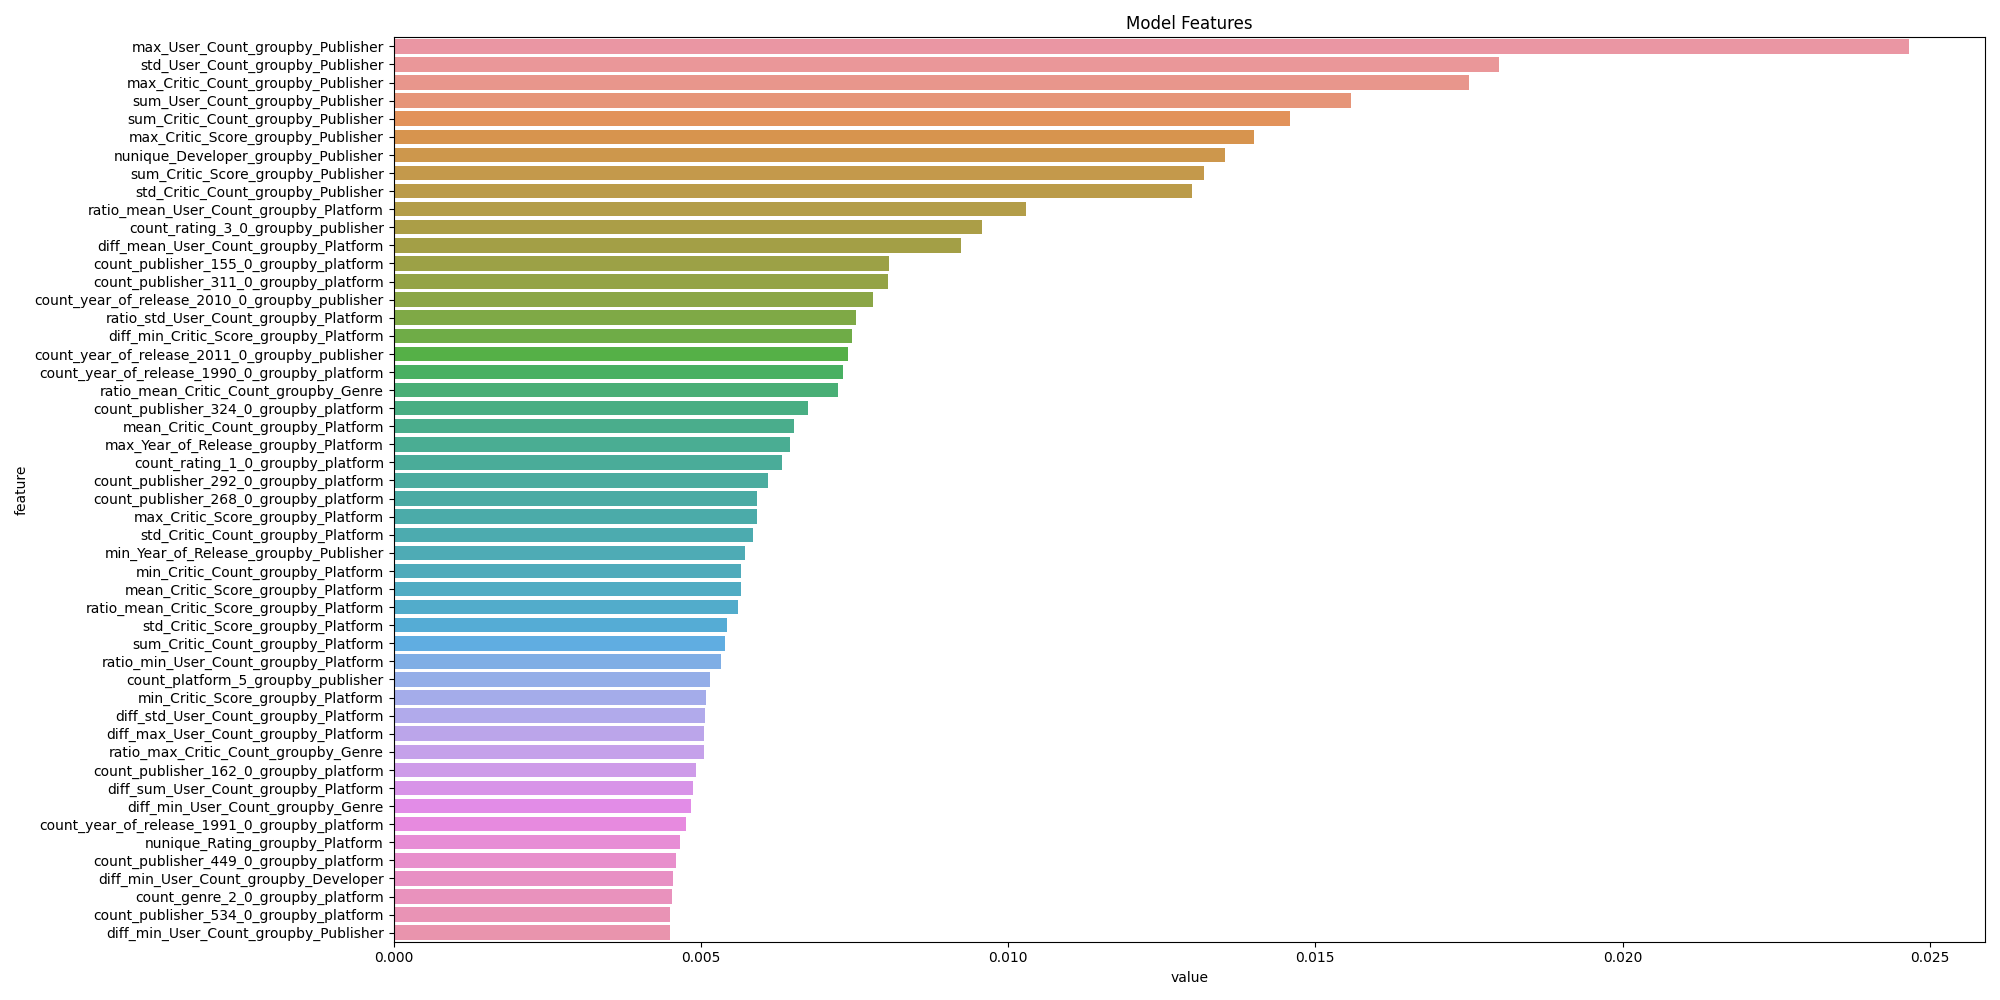 Model Features
max_User_Count_groupby_Publisher
std_User_Count_groupby_Publisher
max_Critic_Count_groupby_Publisher
sum_User_Count_groupby_Publisher
sum_Critic_Count_groupby_Publisher
max_Critic_Score_groupby_Publisher
nunique_Developer_groupby_Publisher
sum_Critic_Score_groupby_Publisher
std_Critic_Count_groupby_Publisher
ratio_mean_User_Count_groupby_Platform
count_rating_3_0_groupby_publisher
diff_mean_User_Count_groupby_Platform
count_publisher_155_0_groupby_platform
count_publisher_311_0_groupby_platform
count_year_of_release_2010_0_groupby_publisher
ratio_std_User_Count_groupby_Platform
diff_min_Critic_Score_groupby_Platform
count_year_of_release_2011_0_groupby_publisher
count_year_of_release_1990_0_groupby_platform
ratio_mean_Critic_Count_groupby_Genre
count_publisher_324_0_groupby_platform
mean_Critic_Count_groupby_Platform
max_Year_of_Release_groupby_Platform
count_rating_1_0_groupby_platform
count_publisher_292_0_groupby_platform
count_publisher_268_0_groupby_platform
max_Critic_Score_groupby_Platform
std_Critic_Count_groupby_Platform
min_Year_of_Release_groupby_Publisher
min_Critic_Count_groupby_Platform
mean_Critic_Score_groupby_Platform
ratio_mean_Critic_Score_groupby_Platform
std_Critic_Score_groupby_Platform
sum_Critic_Count_groupby_Platform
ratio_min_User_Count_groupby_Platform
count_platform_5_groupby_publisher
min_Critic_Score_groupby_Platform
diff_std_User_Count_groupby_Platform
diff_max_User_Count_groupby_Platform
ratio_max_Critic_Count_groupby_Genre
count_publisher_162_0_groupby_platform
diff_sum_User_Count_groupby_Platform
diff_min_User_Count_groupby_Genre
count_year_of_release_1991_0_groupby_platform
nunique_Rating_groupby_Platform
count_publisher_449_0_groupby_platform
diff_min_User_Count_groupby_Developer
count_genre_2_0_groupby_platform
count_publisher_534_0_groupby_platform
diff_min_User_Count_groupby_Publisher
feature
0.000 0.005 0.010 0.015 0.020 0.025
value